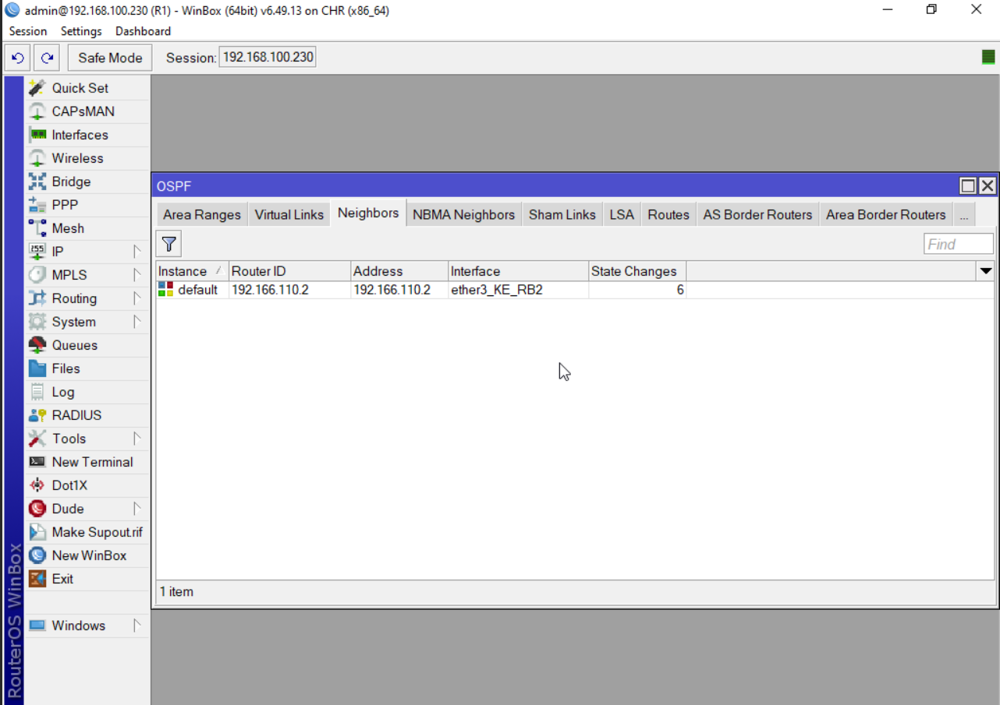 admin@192.168.100.230 (R1) - WinBox (64bit) v6.49.13 on CHR (x86_64)
Session Settings Dashboard
Safe Mode Session: 192.168.100.230
Quick Set
CAPsMAN
Interfaces
Wireless
Bridge
PPP
Mesh
IP
MPLS
Routing
System
Queues
Files
Log
RADIUS
Tools
New Terminal
Dot1X
Dude
Make Supout.rif
New WinBox
Exit
Windows
RouterOS WinBox
OSPF
Area Ranges Virtual Links Neighbors NBMA Neighbors Sham Links LSA Routes AS Border Routers Area Border Routers ...
Find
Instance Router ID Address Interface State Changes
default 192.166.110.2 192.166.110.2 ether3_KE_RB2 6
1 item